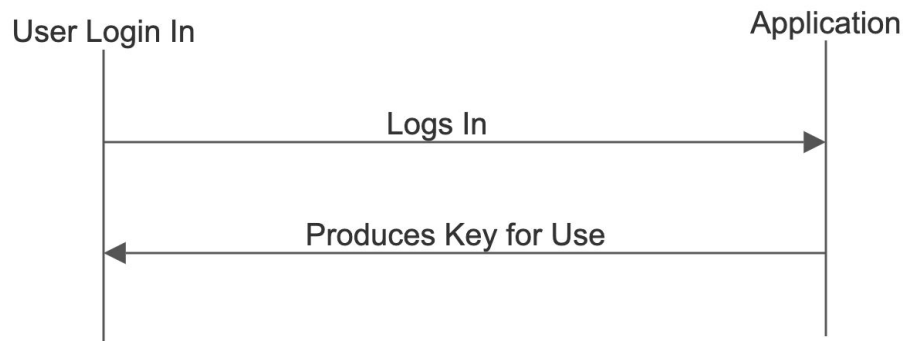 User Login In
Application
Logs In
Produces Key for Use